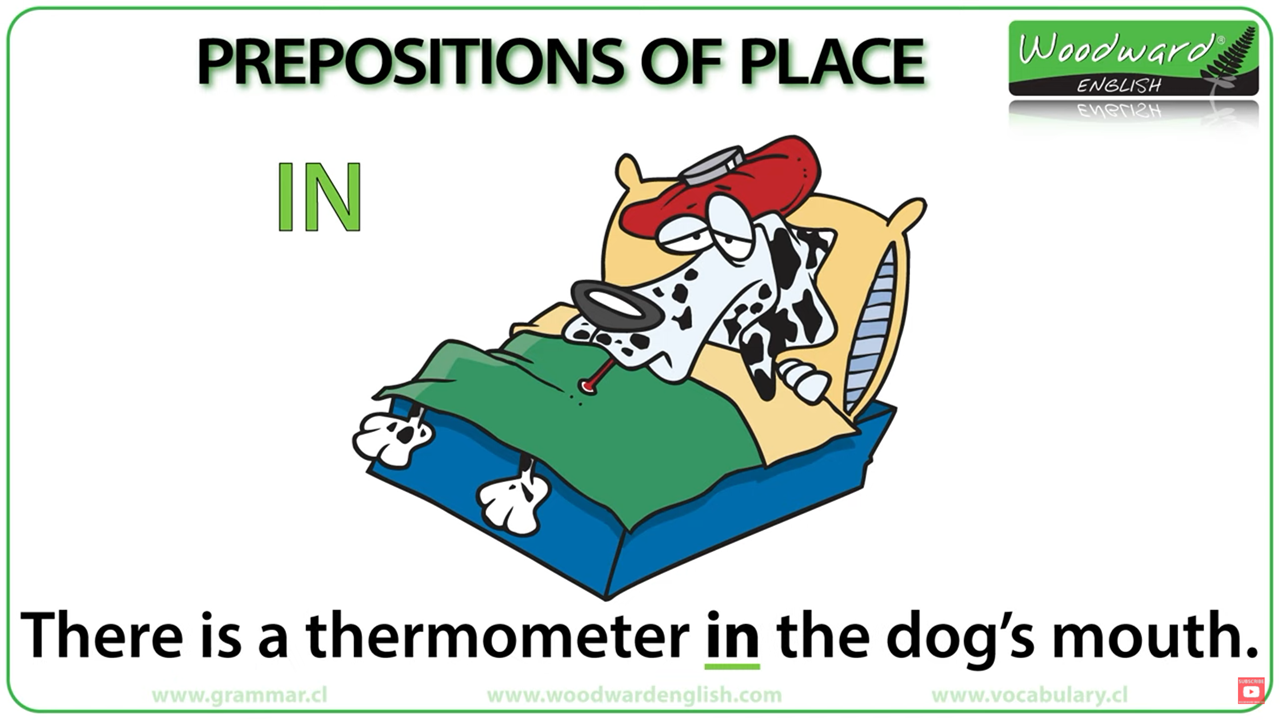 PREPOSITIONS OF PLACE
Woodward®
ENGLISH
IN
There is a thermometer in the dog's mouth.
www.grammar.cl www.woodwardenglish.com www.vocabulary.cl
SUBSCRIBE